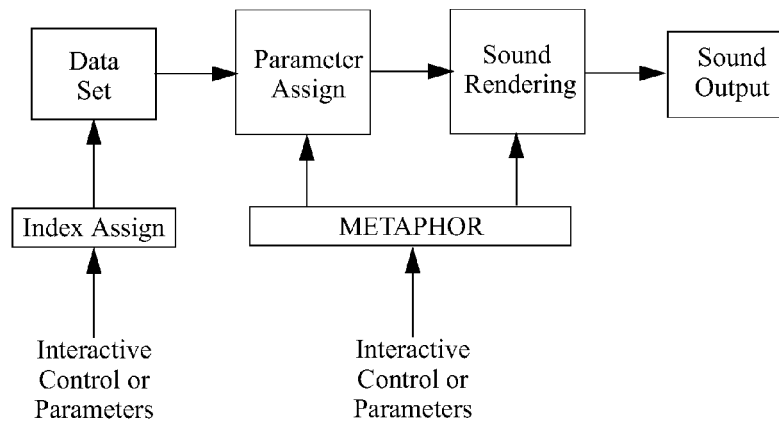 Data
Set
Parameter
Assign
Sound
Rendering
Sound
Output
Index Assign
METAPHOR
Interactive
Control or
Parameters
Interactive
Control or
Parameters